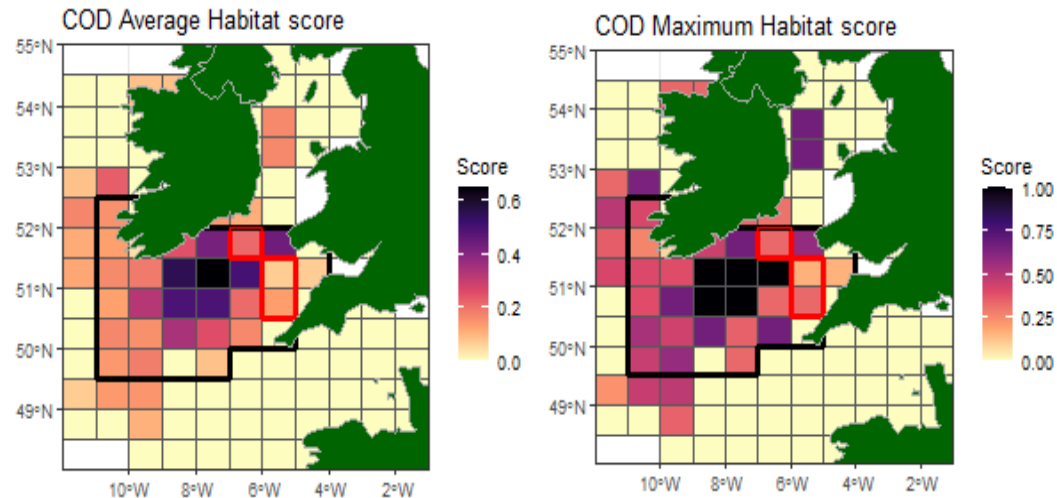 COD Average Habitat score
55°N
54°N
53°N
52°N
51°N
50°N
49°N
10°W 8°W 6°W 4°W 2°W
Score
0.6
0.4
0.2
0.0
COD Maximum Habitat score
55°N
54°N
53°N
52°N
51°N
50°N
49°N
10°W 8°W 6°W 4°W 2°W
Score
1.00
0.75
0.50
0.25
0.00